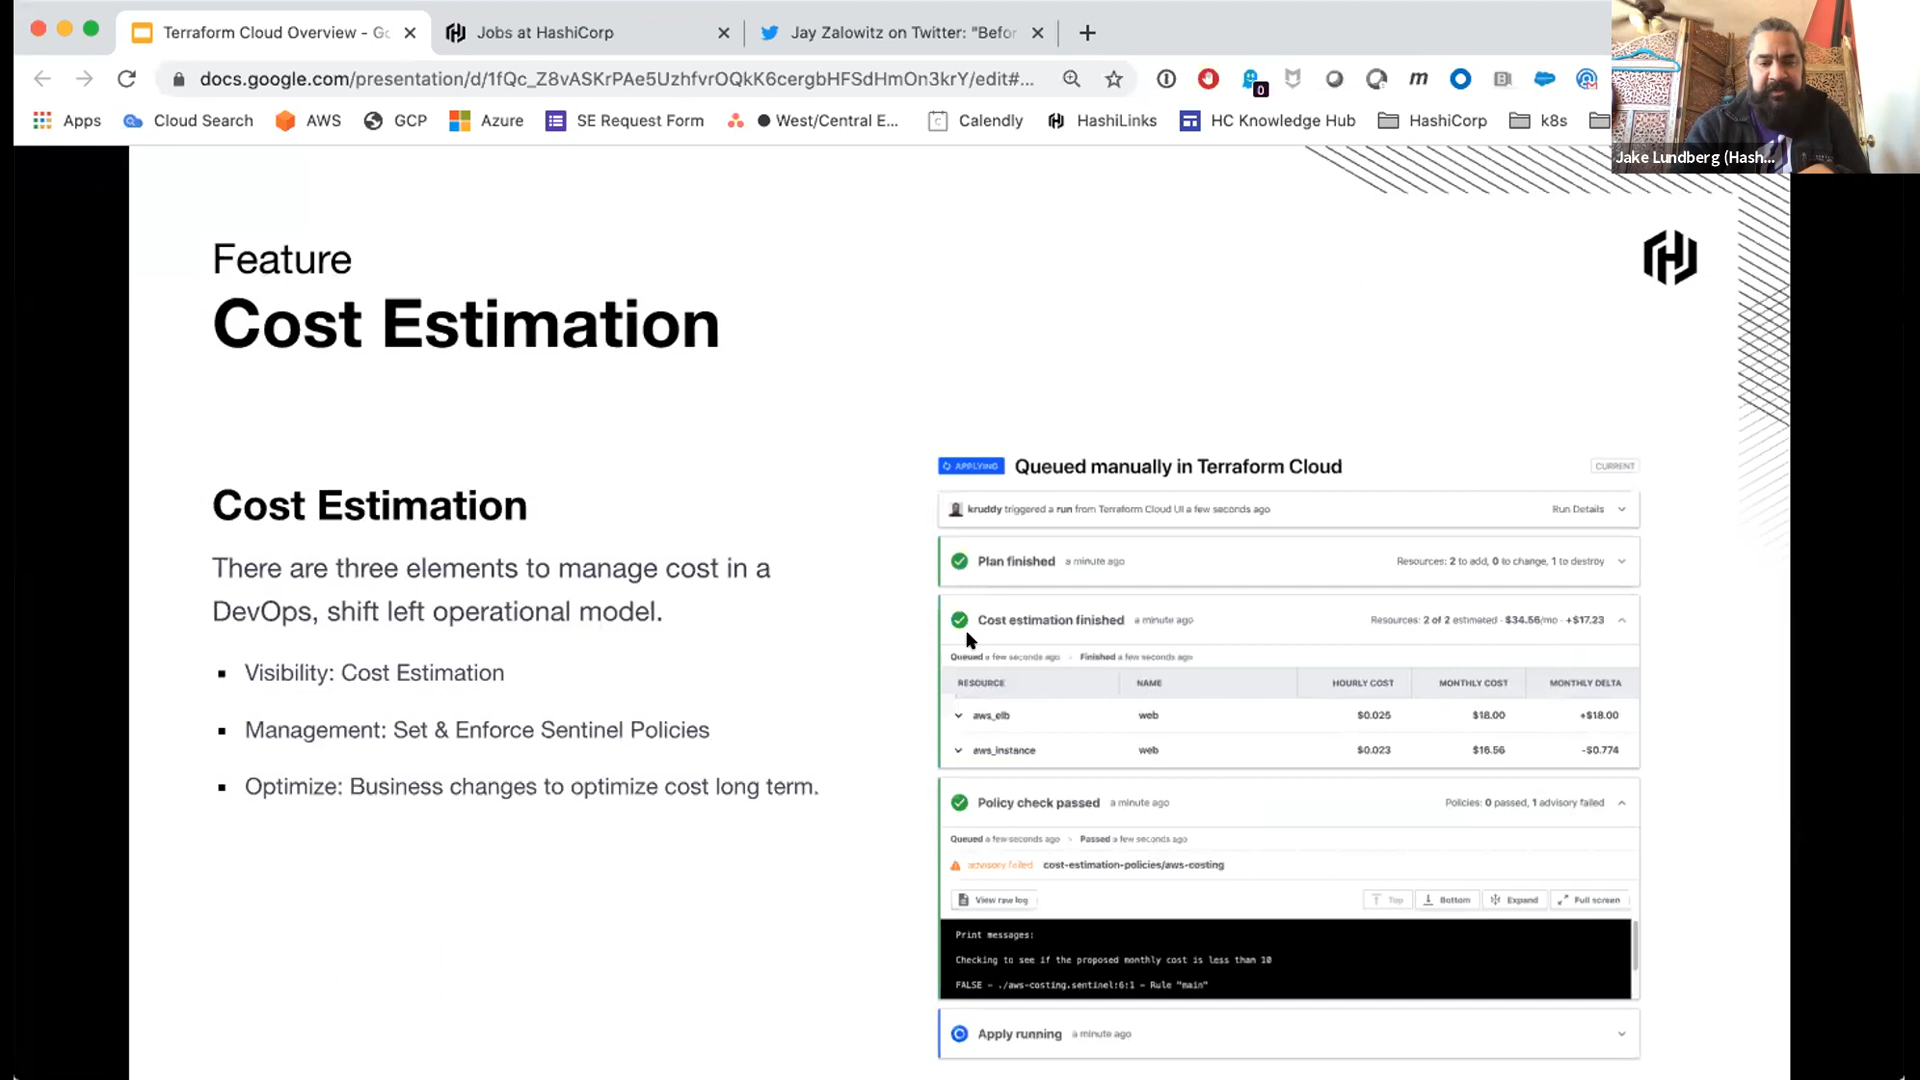 Terraform Cloud Overview - Go
Jobs at HashiCorp
Jay Zalowitz on Twitter: "Befor
docs.google.com/presentation/d/1fQc_Z8vASKrPAe5UzhfvrOQkK6cergbHFSdHmOn3krY/edit#...
0
Apps
Cloud Search
AWS
GCP
Azure
SE Request Form
West/Central E...
Calendly
HashiLinks
HC Knowledge Hub
HashiCorp
k8s
Jake Lundberg (Hash...
Feature
Cost Estimation
Cost Estimation
There are three elements to manage cost in a
DevOps, shift left operational model.
▪ Visibility: Cost Estimation
▪ Management: Set & Enforce Sentinel Policies
▪ Optimize: Business changes to optimize cost long term.
APPLYING Queued manually in Terraform Cloud CURRENT
kruddy triggered a run from Terraform Cloud UI a few seconds ago Run Details
Plan finished a minute ago Resources: 2 to add, 0 to change, 1 to destroy
Cost estimation finished a minute ago Resources: 2 of 2 estimated · $34.56/mo · +$17.23
Queued a few seconds ago > Finished a few seconds ago
RESOURCE NAME HOURLY COST MONTHLY COST MONTHLY DELTA
aws_elb web $0.025 $18.00 +$18.00
aws_instance web $0.023 $16.56 -$0.774
Policy check passed a minute ago Policies: 0 passed, 1 advisory failed
Queued a few seconds ago > Passed a few seconds ago
advisory failed cost-estimation-policies/aws-costing
View raw log Top Bottom Expand Full screen
Print messages:
Checking to see if the proposed monthly cost is less than 10
FALSE - ./aws-costing.sentinel:6:1 - Rule "main"
Apply running a minute ago